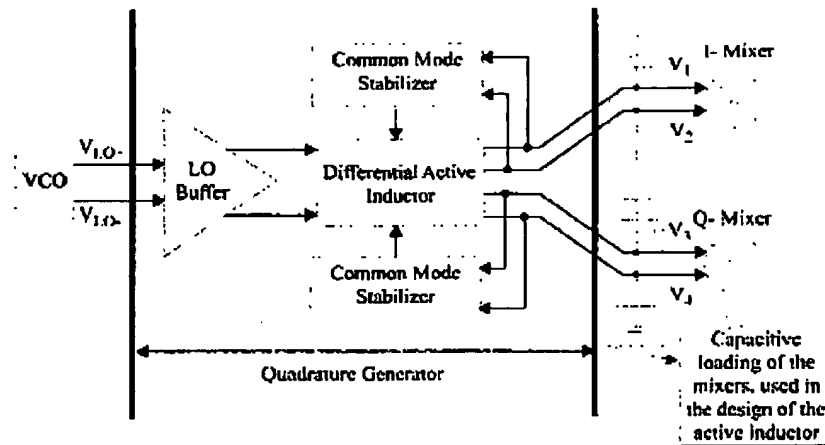 Common Mode
Stabilizer
I- Mixer
V1
V2
VLO-
VCO
LO
Buffer
Differential Active
Inductor
VLO-
Q- Mixer
V3
V4
Common Mode
Stabilizer
Quadrature Generator
Capacitive
loading of the
mixers, used in
the design of the
active inductor